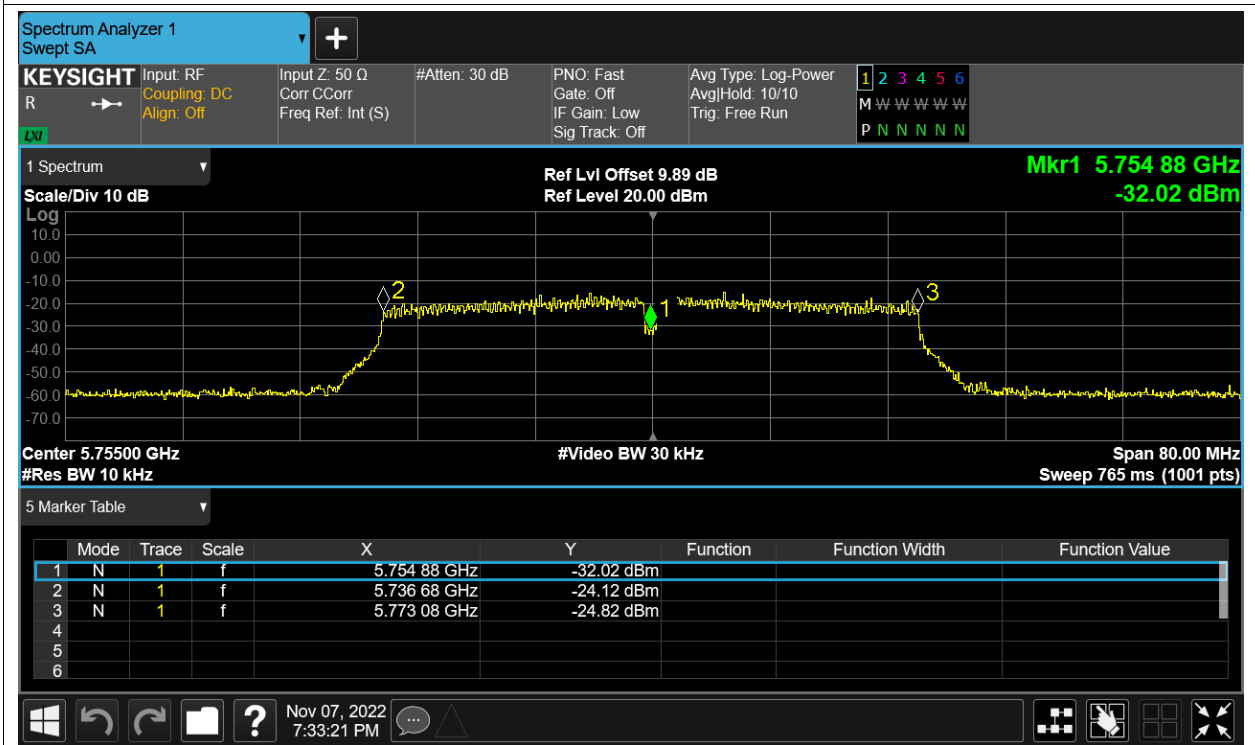 Spectrum Analyzer 1
Swept SA
+
KEYSIGHT Input: RF Input Z: 50 Ω #Atten: 30 dB PNO: Fast Avg Type: Log-Power 1 2 3 4 5 6
R Coupling: DC Corr CCorr Gate: Off Avg|Hold: 10/10 M W W W W W
Align: Off Freq Ref: Int (S) IF Gain: Low Trig: Free Run
LXI Sig Track: Off P N N N N N
1 Spectrum Ref Lvl Offset 9.89 dB Mkr1 5.754 88 GHz
Scale/Div 10 dB Ref Level 20.00 dBm -32.02 dBm
Log
10.0
0.00
-10.0
2 3
-20.0
1
-30.0
-40.0
-50.0
-60.0
-70.0
Center 5.75500 GHz #Video BW 30 kHz Span 80.00 MHz
#Res BW 10 kHz Sweep 765 ms (1001 pts)
5 Marker Table
Mode Trace Scale X Y Function Function Width Function Value
1 N 1 f 5.754 88 GHz -32.02 dBm
2 N 1 f 5.736 68 GHz -24.12 dBm
3 N 1 f 5.773 08 GHz -24.82 dBm
4
5
6
? Nov 07, 2022
7:33:21 PM